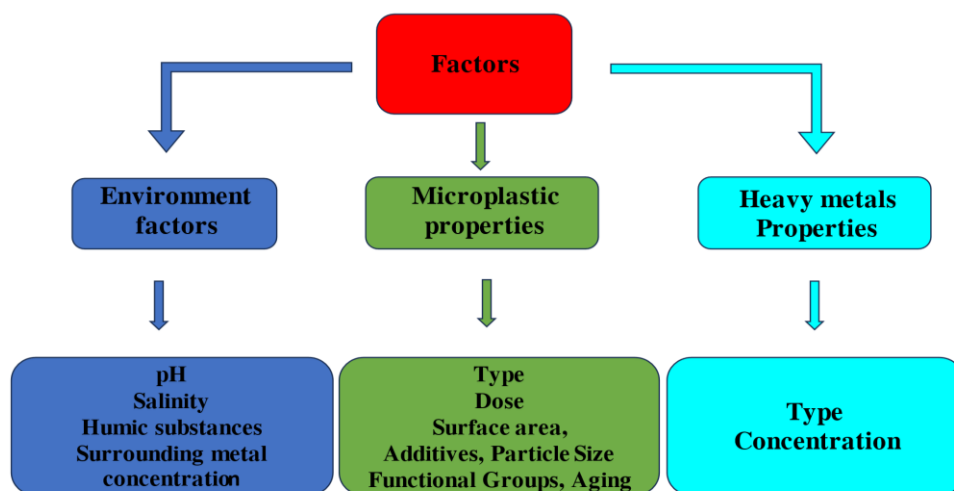 Factors
Environment
factors
Microplastic
properties
Heavy metals
Properties
pH
Salinity
Humic substances
Surrounding metal
concentration
Type
Dose
Surface area,
Additives, Particle Size
Functional Groups, Aging
Type
Concentration